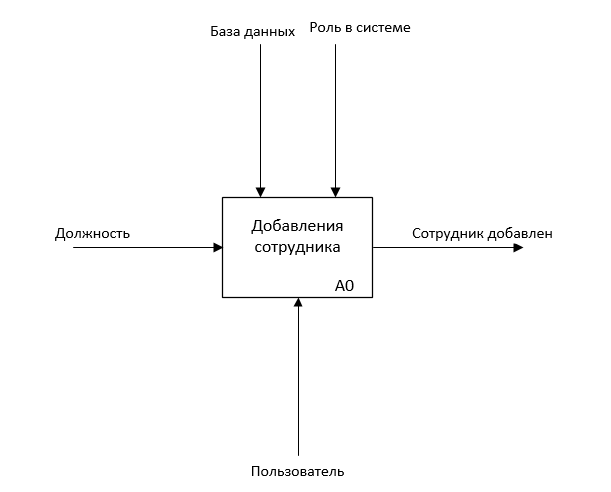 База данных
Роль в системе
Добавления
сотрудника
Должность
Сотрудник добавлен
A0
Пользователь